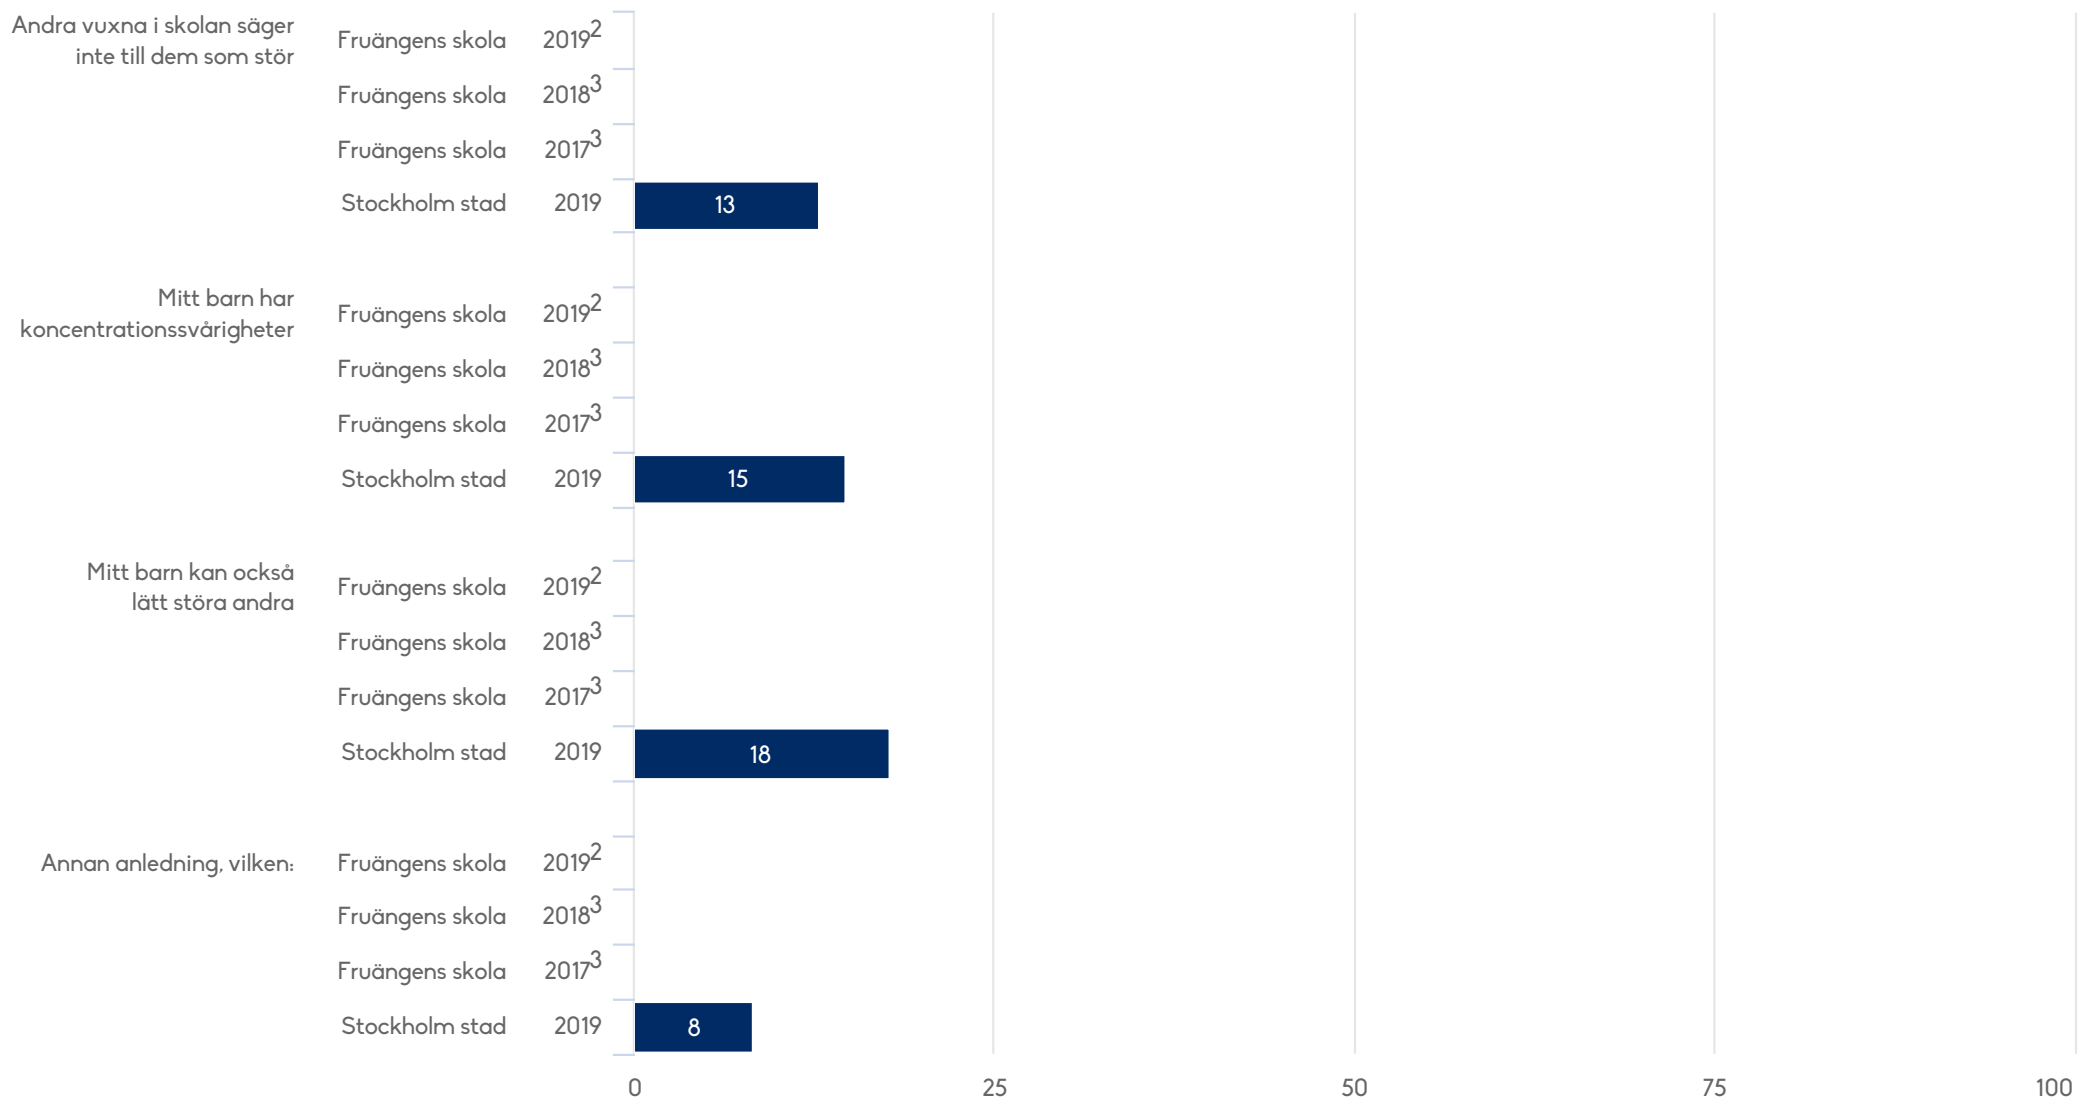 Andra vuxna i skolan säger
inte till dem som stör
Fruängens skola 2019²
Fruängens skola 2018³
Fruängens skola 2017³
Stockholm stad 2019 13
Mitt barn har
koncentrationssvårigheter
Fruängens skola 2019²
Fruängens skola 2018³
Fruängens skola 2017³
Stockholm stad 2019 15
Mitt barn kan också
lätt störa andra
Fruängens skola 2019²
Fruängens skola 2018³
Fruängens skola 2017³
Stockholm stad 2019 18
Annan anledning, vilken: Fruängens skola 2019²
Fruängens skola 2018³
Fruängens skola 2017³
Stockholm stad 2019 8
0 25 50 75 100